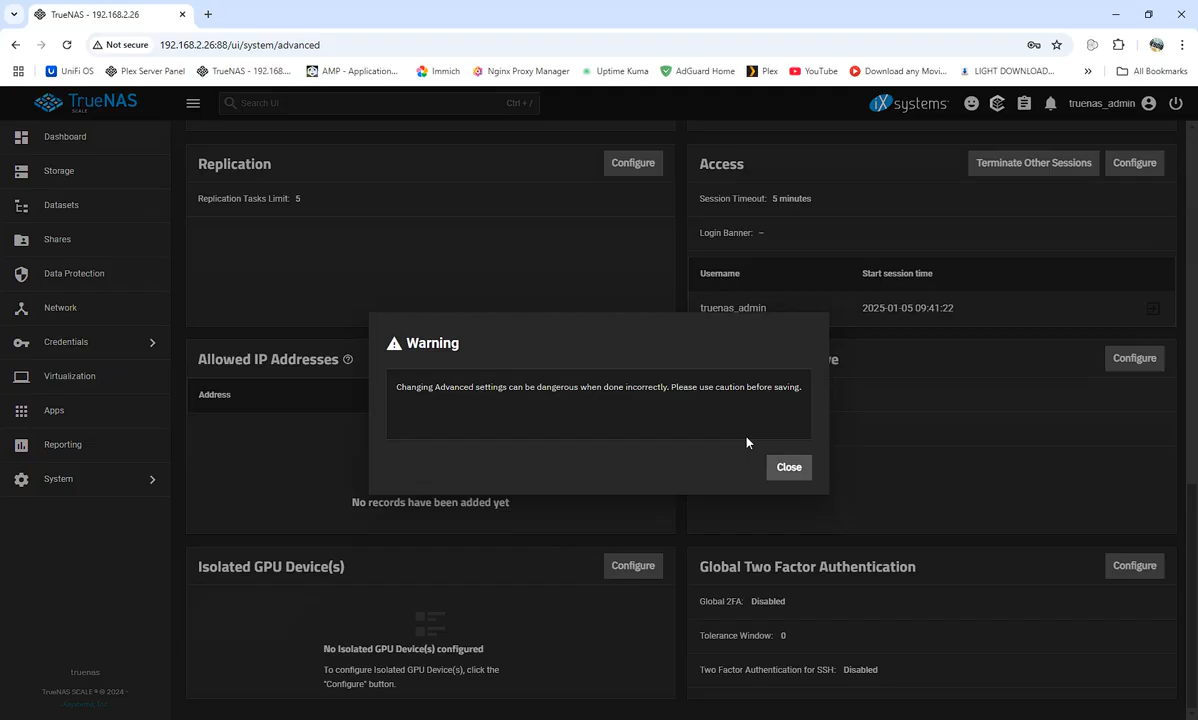 TrueNAS - 192.168.2.26
Not secure
192.168.2.26:88/ui/system/advanced
UniFi OS
Plex Server Panel
TrueNAS - 192.168....
AMP - Application...
Immich
Nginx Proxy Manager
Uptime Kuma
AdGuard Home
Plex
YouTube
Download any Movi...
LIGHT DOWNLOAD...
All Bookmarks
TrueNAS
SCALE
Search UI
Ctrl + /
iXsystems
truenas_admin
Dashboard
Storage
Datasets
Shares
Data Protection
Network
Credentials
Virtualization
Apps
Reporting
System
truenas
TrueNAS SCALE ® © 2024 -
Replication
Configure
Replication Tasks Limit: 5
Access
Terminate Other Sessions
Configure
Session Timeout: 5 minutes
Login Banner: –
Username
Start session time
truenas_admin
2025-01-05 09:41:22
Warning
Changing Advanced settings can be dangerous when done incorrectly. Please use caution before saving.
Close
Allowed IP Addresses
Address
No records have been added yet
Configure
Isolated GPU Device(s)
Configure
No Isolated GPU Device(s) configured
To configure Isolated GPU Device(s), click the
"Configure" button.
Global Two Factor Authentication
Configure
Global 2FA: Disabled
Tolerance Window: 0
Two Factor Authentication for SSH: Disabled